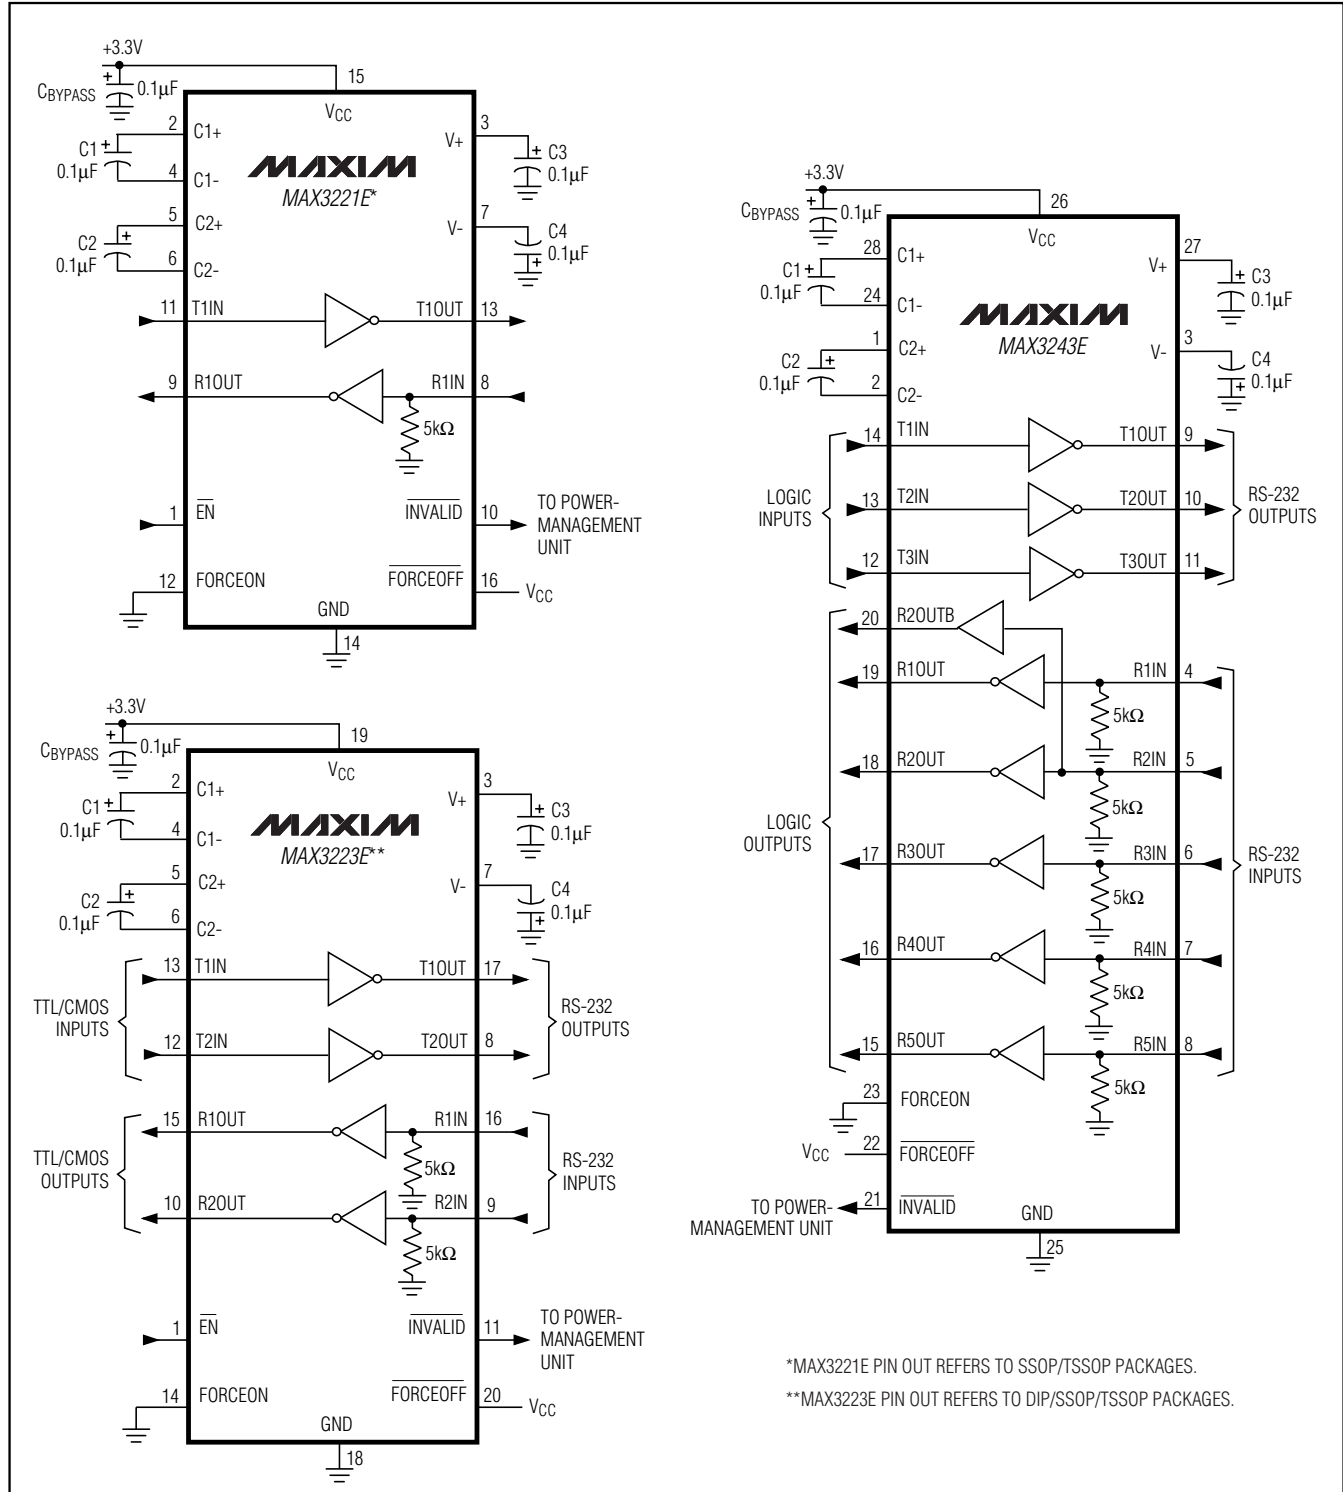 +3.3V
CBYPASS
+
0.1µF
15
VCC
2
C1+
C1
+
0.1µF
4
C1-
5
C2+
C2
+
0.1µF
6
C2-
MAXIM
MAX3221E*
3
V+
+
C3
0.1µF
7
V-
C4
0.1µF
+
11
T1IN
T1OUT
13
9
R1OUT
R1IN
8
5kΩ
1
EN
INVALID
10
TO POWER-
MANAGEMENT
UNIT
12
FORCEON
FORCEOFF
16
VCC
GND
14
+3.3V
CBYPASS
+
0.1µF
19
VCC
2
C1+
C1
+
0.1µF
4
C1-
5
C2+
C2
+
0.1µF
6
C2-
MAXIM
MAX3223E**
3
V+
+
C3
0.1µF
7
V-
C4
0.1µF
+
TTL/CMOS
INPUTS
13
T1IN
T1OUT
17
12
T2IN
T2OUT
8
RS-232
OUTPUTS
TTL/CMOS
OUTPUTS
15
R1OUT
R1IN
16
5kΩ
10
R2OUT
R2IN
9
5kΩ
RS-232
INPUTS
1
EN
INVALID
11
TO POWER-
MANAGEMENT
UNIT
14
FORCEON
FORCEOFF
20
VCC
GND
18
+3.3V
CBYPASS
+
0.1µF
26
VCC
28
C1+
C1
+
0.1µF
24
C1-
1
C2+
C2
+
0.1µF
2
C2-
MAXIM
MAX3243E
27
V+
+
C3
0.1µF
3
V-
C4
0.1µF
+
LOGIC
INPUTS
14
T1IN
T1OUT
9
13
T2IN
T2OUT
10
12
T3IN
T3OUT
11
RS-232
OUTPUTS
20
R2OUTB
LOGIC
OUTPUTS
19
R1OUT
R1IN
4
5kΩ
18
R2OUT
R2IN
5
5kΩ
17
R3OUT
R3IN
6
5kΩ
16
R4OUT
R4IN
7
5kΩ
15
R5OUT
R5IN
8
5kΩ
RS-232
INPUTS
23
FORCEON
VCC
22
FORCEOFF
TO POWER-
MANAGEMENT UNIT
21
INVALID
GND
25
*MAX3221E PIN OUT REFERS TO SSOP/TSSOP PACKAGES.
**MAX3223E PIN OUT REFERS TO DIP/SSOP/TSSOP PACKAGES.